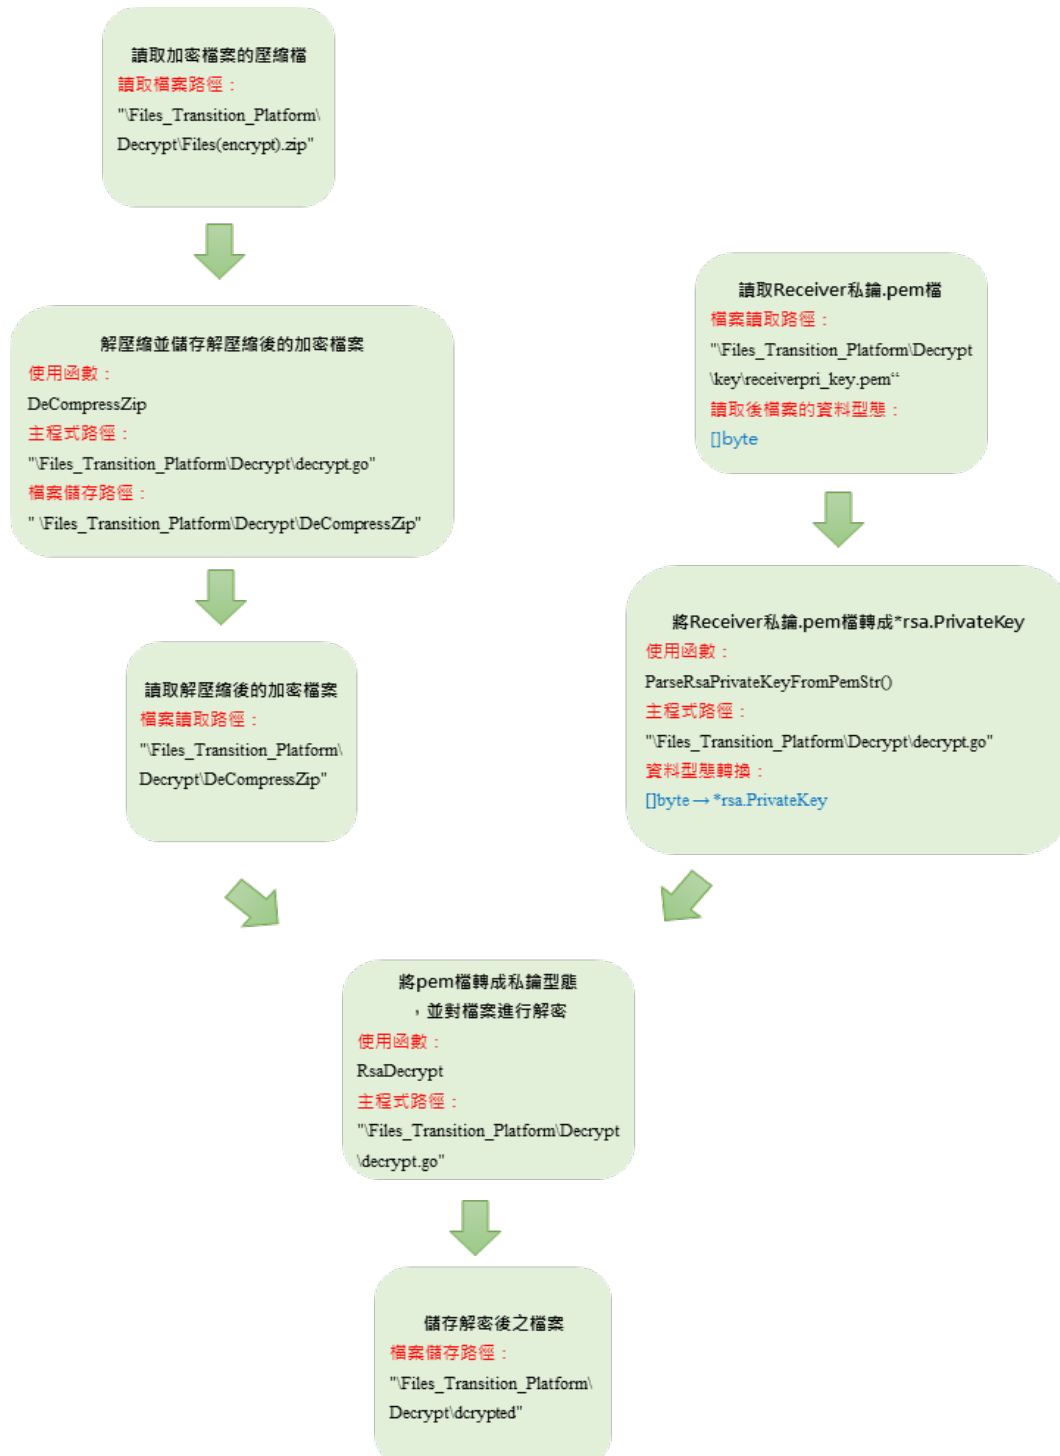 讀取加密檔案的壓縮檔
讀取檔案路徑：
"\Files_Transition_Platform\
Decrypt\Files(encrypt).zip"
解壓縮並儲存解壓縮後的加密檔案
使用函數：
DeCompressZip
主程式路徑：
"\Files_Transition_Platform\Decrypt\decrypt.go"
檔案儲存路徑：
" \Files_Transition_Platform\Decrypt\DeCompressZip"
讀取解壓縮後的加密檔案
檔案讀取路徑：
"\Files_Transition_Platform\
Decrypt\DeCompressZip"
讀取Receiver私鑰.pem檔
檔案讀取路徑：
"\Files_Transition_Platform\Decrypt
\key\receiverpri_key.pem“
讀取後檔案的資料型態：
[]byte
將Receiver私鑰.pem檔轉成*rsa.PrivateKey
使用函數：
ParseRsaPrivateKeyFromPemStr()
主程式路徑：
"\Files_Transition_Platform\Decrypt\decrypt.go"
資料型態轉換：
[]byte→*rsa.PrivateKey
將pem檔轉成私鑰型態
，並對檔案進行解密
使用函數：
RsaDecrypt
主程式路徑：
"\Files_Transition_Platform\Decrypt
\decrypt.go"
儲存解密後之檔案
檔案儲存路徑：
"\Files_Transition_Platform\
Decrypt\dcrypted"